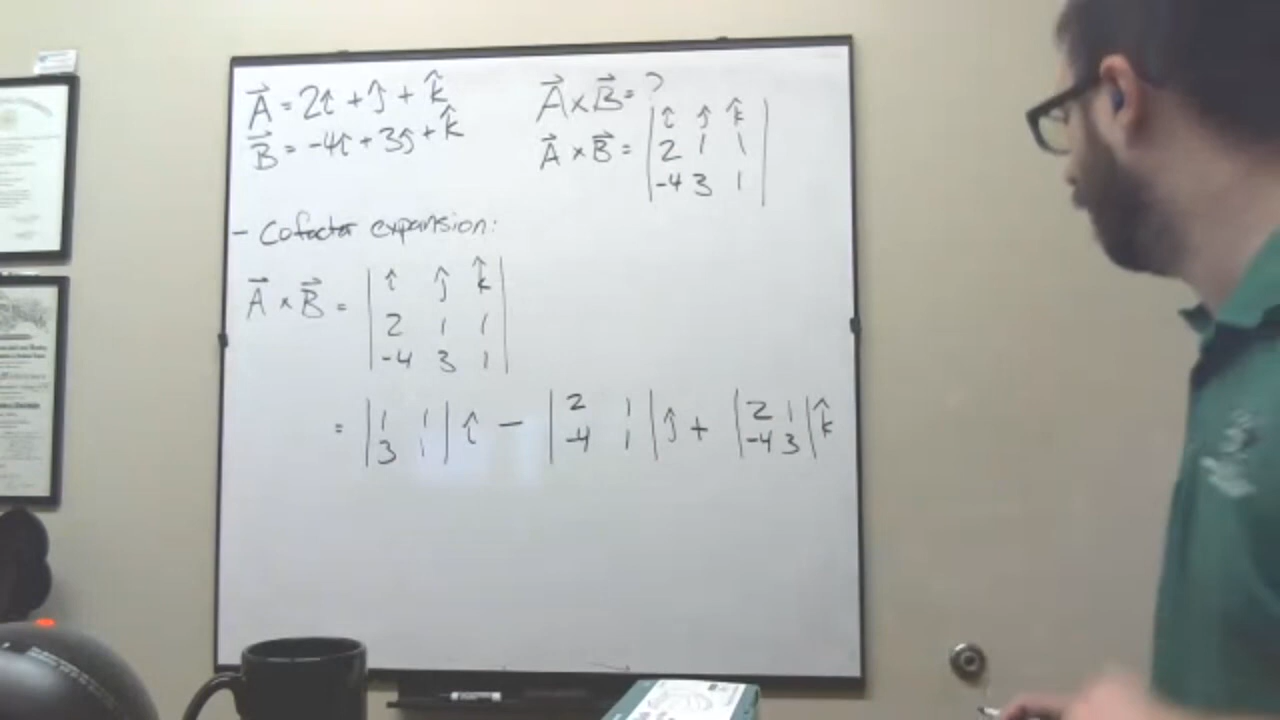 A⃗ = 2î + ĵ + k̂
B⃗ = -4î + 3ĵ + k̂
A⃗ x B⃗ = ?
A⃗ x B⃗ = | î ĵ k̂ |
| 2 1 1 |
| -4 3 1 |
- Cofactor expansion:
A⃗ x B⃗ = | î ĵ k̂ |
| 2 1 1 |
| -4 3 1 |
= | 1 1 | î - | 2 1 | ĵ + | 2 1 | k̂
| 3 1 | | -4 1 | | -4 3 |